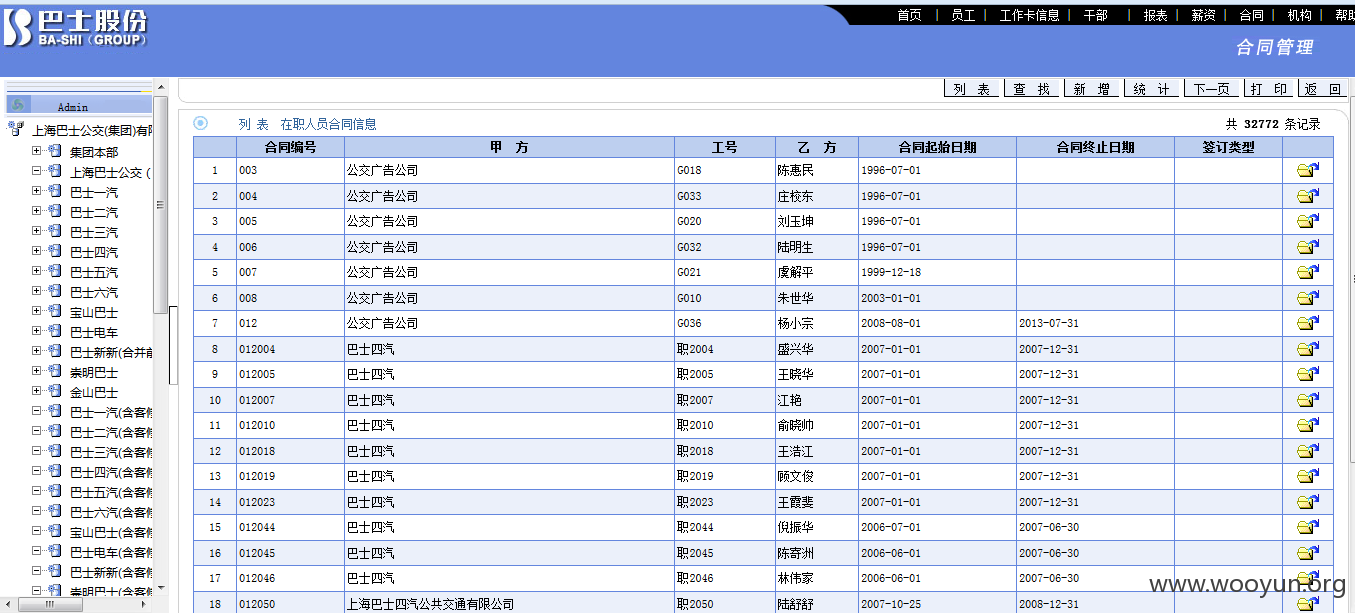 巴士股份
BA-SHI (GROUP)
首页 | 员工 | 工作卡信息 | 干部 | 报表 | 薪资 | 合同 | 机构 | 帮助
合同管理
列 表 查 找 新 增 统 计 下一页 打 印 返 回
Admin
上海巴士公交(集团)有限
集团本部
上海巴士公交 (
巴士一汽
巴士二汽
巴士三汽
巴士四汽
巴士五汽
巴士六汽
宝山巴士
巴士电车
巴士新新(合并前
崇明巴士
金山巴士
巴士一汽(含客修
巴士二汽(含客修
巴士三汽(含客修
巴士四汽(含客修
巴士五汽(含客修
巴士六汽(含客修
宝山巴士(含客修
巴士电车(含客修
巴士新新(含客修
崇明巴士(含客修
列 表 在职人员合同信息 共 32772 条记录
合同编号 甲 方 工号 乙 方 合同起始日期 合同终止日期 签订类型
1 003 公交广告公司 G018 陈惠民 1996-07-01
2 004 公交广告公司 G033 庄校东 1996-07-01
3 005 公交广告公司 G020 刘玉坤 1996-07-01
4 006 公交广告公司 G032 陆明生 1996-07-01
5 007 公交广告公司 G021 虞解平 1999-12-18
6 008 公交广告公司 G010 朱世华 2003-01-01
7 012 公交广告公司 G036 杨小宗 2008-08-01 2013-07-31
8 012004 巴士四汽 职2004 盛兴华 2007-01-01 2007-12-31
9 012005 巴士四汽 职2005 王晓华 2007-01-01 2007-12-31
10 012007 巴士四汽 职2007 江艳 2007-01-01 2007-12-31
11 012010 巴士四汽 职2010 俞晓帅 2007-01-01 2007-12-31
12 012018 巴士四汽 职2018 王浩江 2007-01-01 2007-12-31
13 012019 巴士四汽 职2019 顾文俊 2007-01-01 2007-12-31
14 012023 巴士四汽 职2023 王霞斐 2007-01-01 2007-12-31
15 012044 巴士四汽 职2044 倪振华 2006-07-01 2007-06-30
16 012045 巴士四汽 职2045 陈寄洲 2006-06-01 2007-06-30
17 012046 巴士四汽 职2046 林伟家 2006-06-01 2007-06-30
18 012050 上海巴士四汽公共交通有限公司 职2050 陆舒舒 2007-10-25 2008-12-31
www.wooyun.org